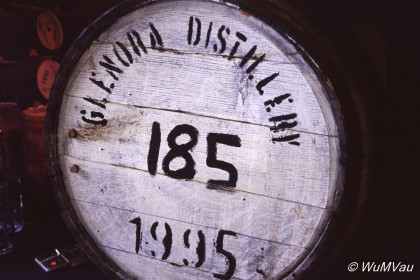 GLENORA DISTILLERY
185
1995
© WuMVau